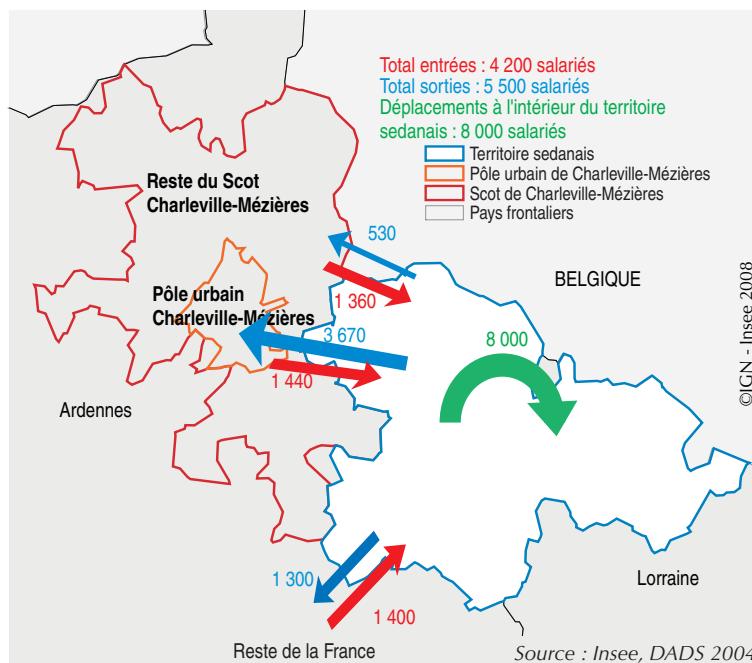 Total entrées : 4 200 salariés
Total sorties : 5 500 salariés
Déplacements à l'intérieur du territoire
sedanais : 8 000 salariés
Territoire sedanais
Pôle urbain de Charleville-Mézières
Scot de Charleville-Mézières
Pays frontaliers
Reste du Scot
Charleville-Mézières
530
BELGIQUE
1 360
Pôle urbain
Charleville-Mézières
3 670
8 000
1 440
Ardennes
©IGN - Insee 2008
1 300
Lorraine
1 400
Reste de la France
Source : Insee, DADS 2004